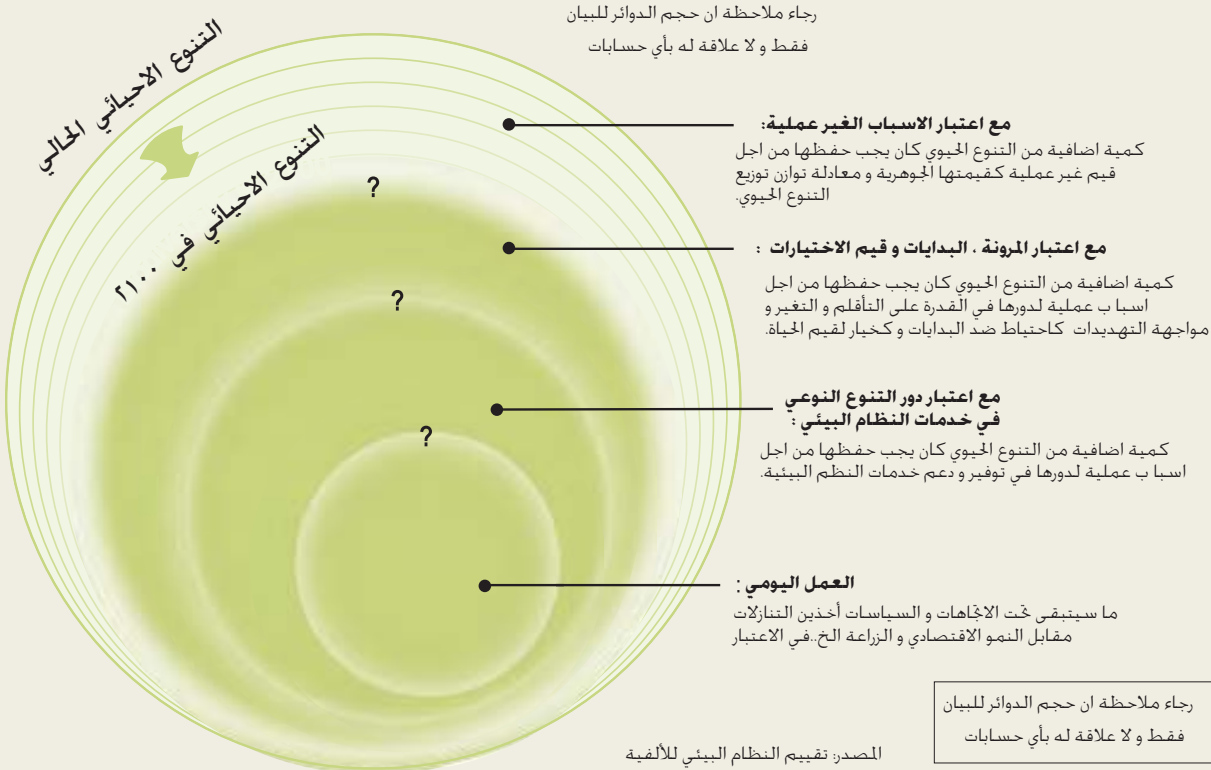 رجاء ملاحظة ان حجم الدوائر للبيان
فقط و لا علاقة له بأي حسابات
التنوع الاحيائي الحالي
التنوع الاحيائي في ٢١٠٠
?
?
?
مع اعتبار الاسباب الغير عملية:
كمية اضافية من التنوع الحيوي كان يجب حفظها من اجل
قيم غير عملية كقيمتها الجوهرية و معادلة توازن توزيع
التنوع الحيوي.
مع اعتبار المرونة ، البدايات و قيم الاختيارات :
كمية اضافية من التنوع الحيوي كان يجب حفظها من اجل
اسبا ب عملية لدورها في القدرة على التأقلم و التغير و
مواجهة التهديدات كاحتياط ضد البدايات و كخيار لقيم الحياة.
مع اعتبار دور التنوع النوعي
في خدمات النظام البيئي :
كمية اضافية من التنوع الحيوي كان يجب حفظها من اجل
اسبا ب عملية لدورها في توفير و دعم خدمات النظم البيئية.
العمل اليومي :
ما سيتبقى تحت الاتجاهات و السياسات أخذين التنازلات
مقابل النمو الاقتصادي و الزراعة الخ..في الاعتبار
رجاء ملاحظة ان حجم الدوائر للبيان
فقط و لا علاقة له بأي حسابات
المصدر: تقييم النظام البيئي للألفية